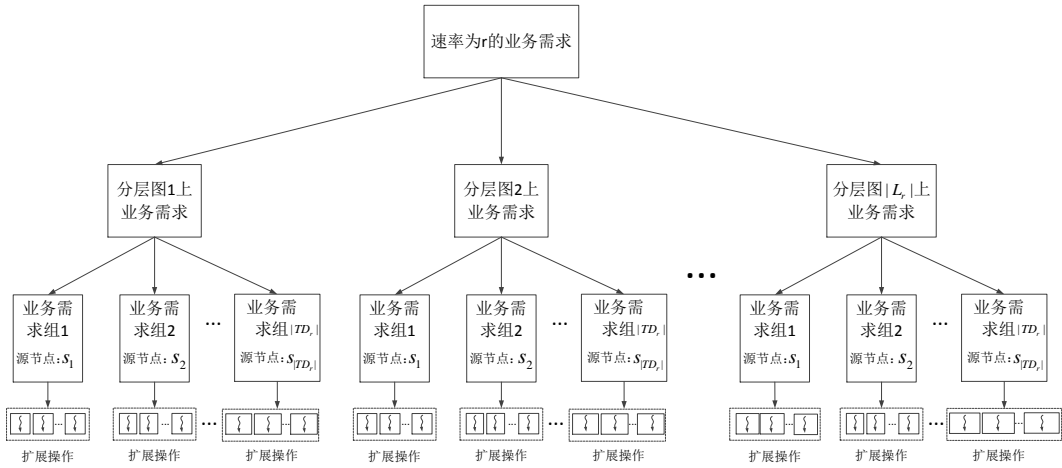 速率为r的业务需求
分层图1上
业务需求
分层图2上
业务需求
分层图|L_r|上
业务需求
...
业务需
求组1
源节点:s_1
业务需
求组2
源节点:s_2
...
业务需
求组|TD_r|
源节点:s_{|TD_r|}
业务需
求组1
源节点:s_1
业务需
求组2
源节点:s_2
...
业务需
求组|TD_r|
源节点:s_{|TD_r|}
业务需
求组1
源节点:s_1
业务需
求组2
源节点:s_2
...
业务需
求组|TD_r|
源节点:s_{|TD_r|}
扩展操作
扩展操作
...
扩展操作
扩展操作
扩展操作
...
扩展操作
扩展操作
扩展操作
...
扩展操作